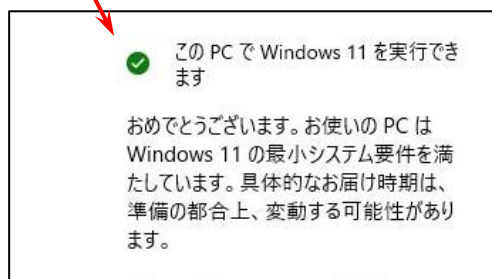 この PC で Windows 11 を実行でき
ます
おめでとうございます。お使いの PC は
Windows 11 の最小システム要件を満
たしています。具体的なお届け時期は、
準備の都合上、変動する可能性があり
ます。